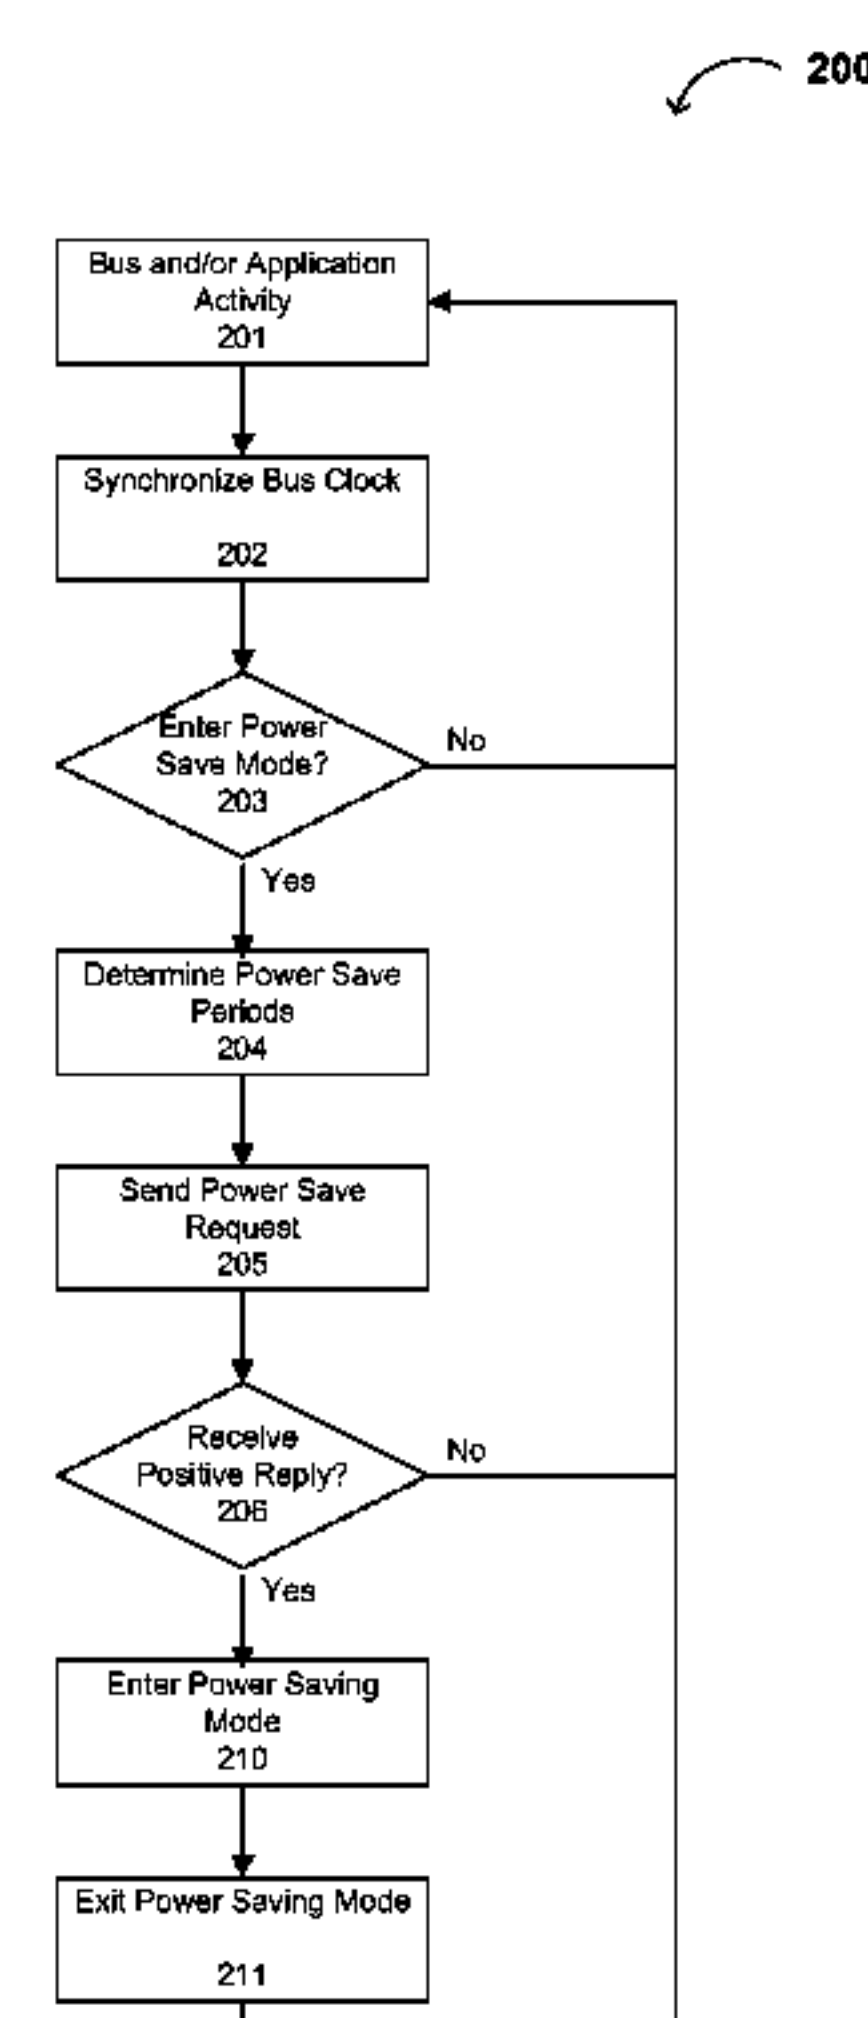 200
Bus and/or Application
Activity
201
Synchronize Bus Clock
202
Enter Power
Save Mode?
203
No
Yes
Determine Power Save
Periods
204
Send Power Save
Request
205
Receive
Positive Reply?
206
No
Yes
Enter Power Saving
Mode
210
Exit Power Saving Mode
211